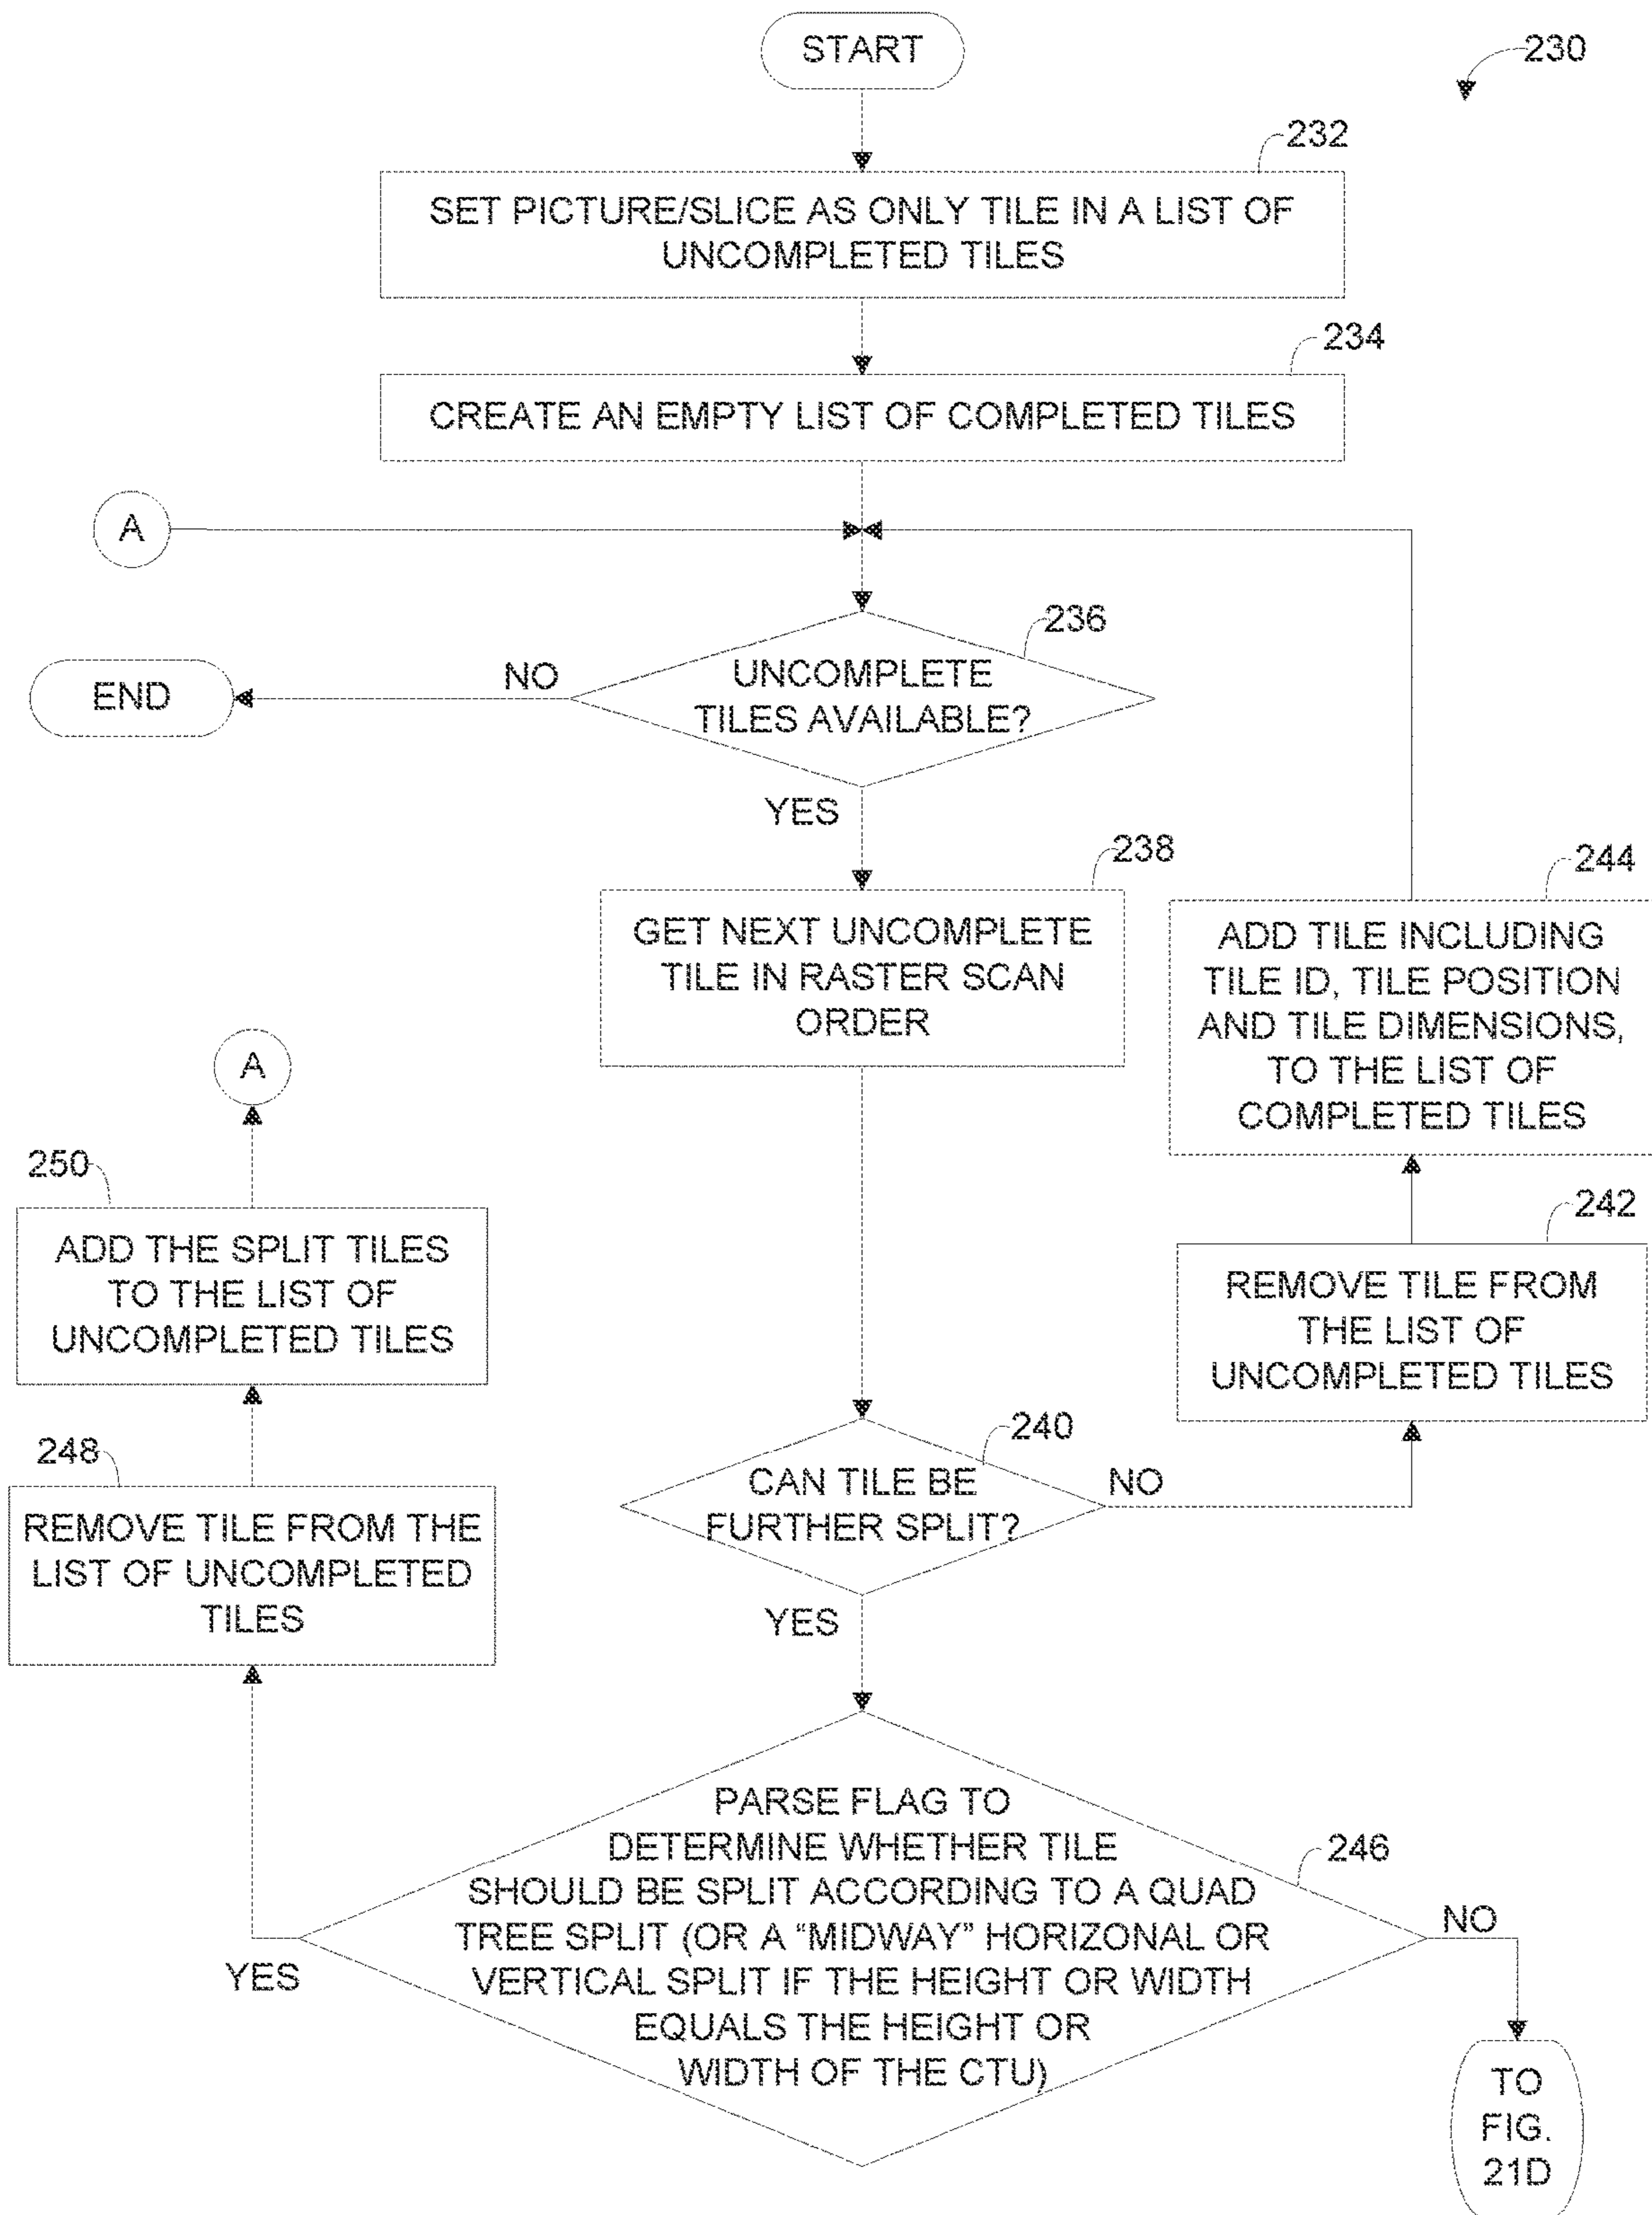 START
230
232
SET PICTURE/SLICE AS ONLY TILE IN A LIST OF
UNCOMPLETED TILES
234
CREATE AN EMPTY LIST OF COMPLETED TILES
A
236
UNCOMPLETE
TILES AVAILABLE?
NO
END
YES
238
GET NEXT UNCOMPLETE
TILE IN RASTER SCAN
ORDER
244
ADD TILE INCLUDING
TILE ID, TILE POSITION
AND TILE DIMENSIONS,
TO THE LIST OF
COMPLETED TILES
A
250
ADD THE SPLIT TILES
TO THE LIST OF
UNCOMPLETED TILES
242
REMOVE TILE FROM
THE LIST OF
UNCOMPLETED TILES
248
REMOVE TILE FROM THE
LIST OF UNCOMPLETED
TILES
240
CAN TILE BE
FURTHER SPLIT?
NO
YES
246
PARSE FLAG TO
DETERMINE WHETHER TILE
SHOULD BE SPLIT ACCORDING TO A QUAD
TREE SPLIT (OR A “MIDWAY” HORIZONAL OR
VERTICAL SPLIT IF THE HEIGHT OR WIDTH
EQUALS THE HEIGHT OR
WIDTH OF THE CTU)
YES
NO
TO
FIG.
21D